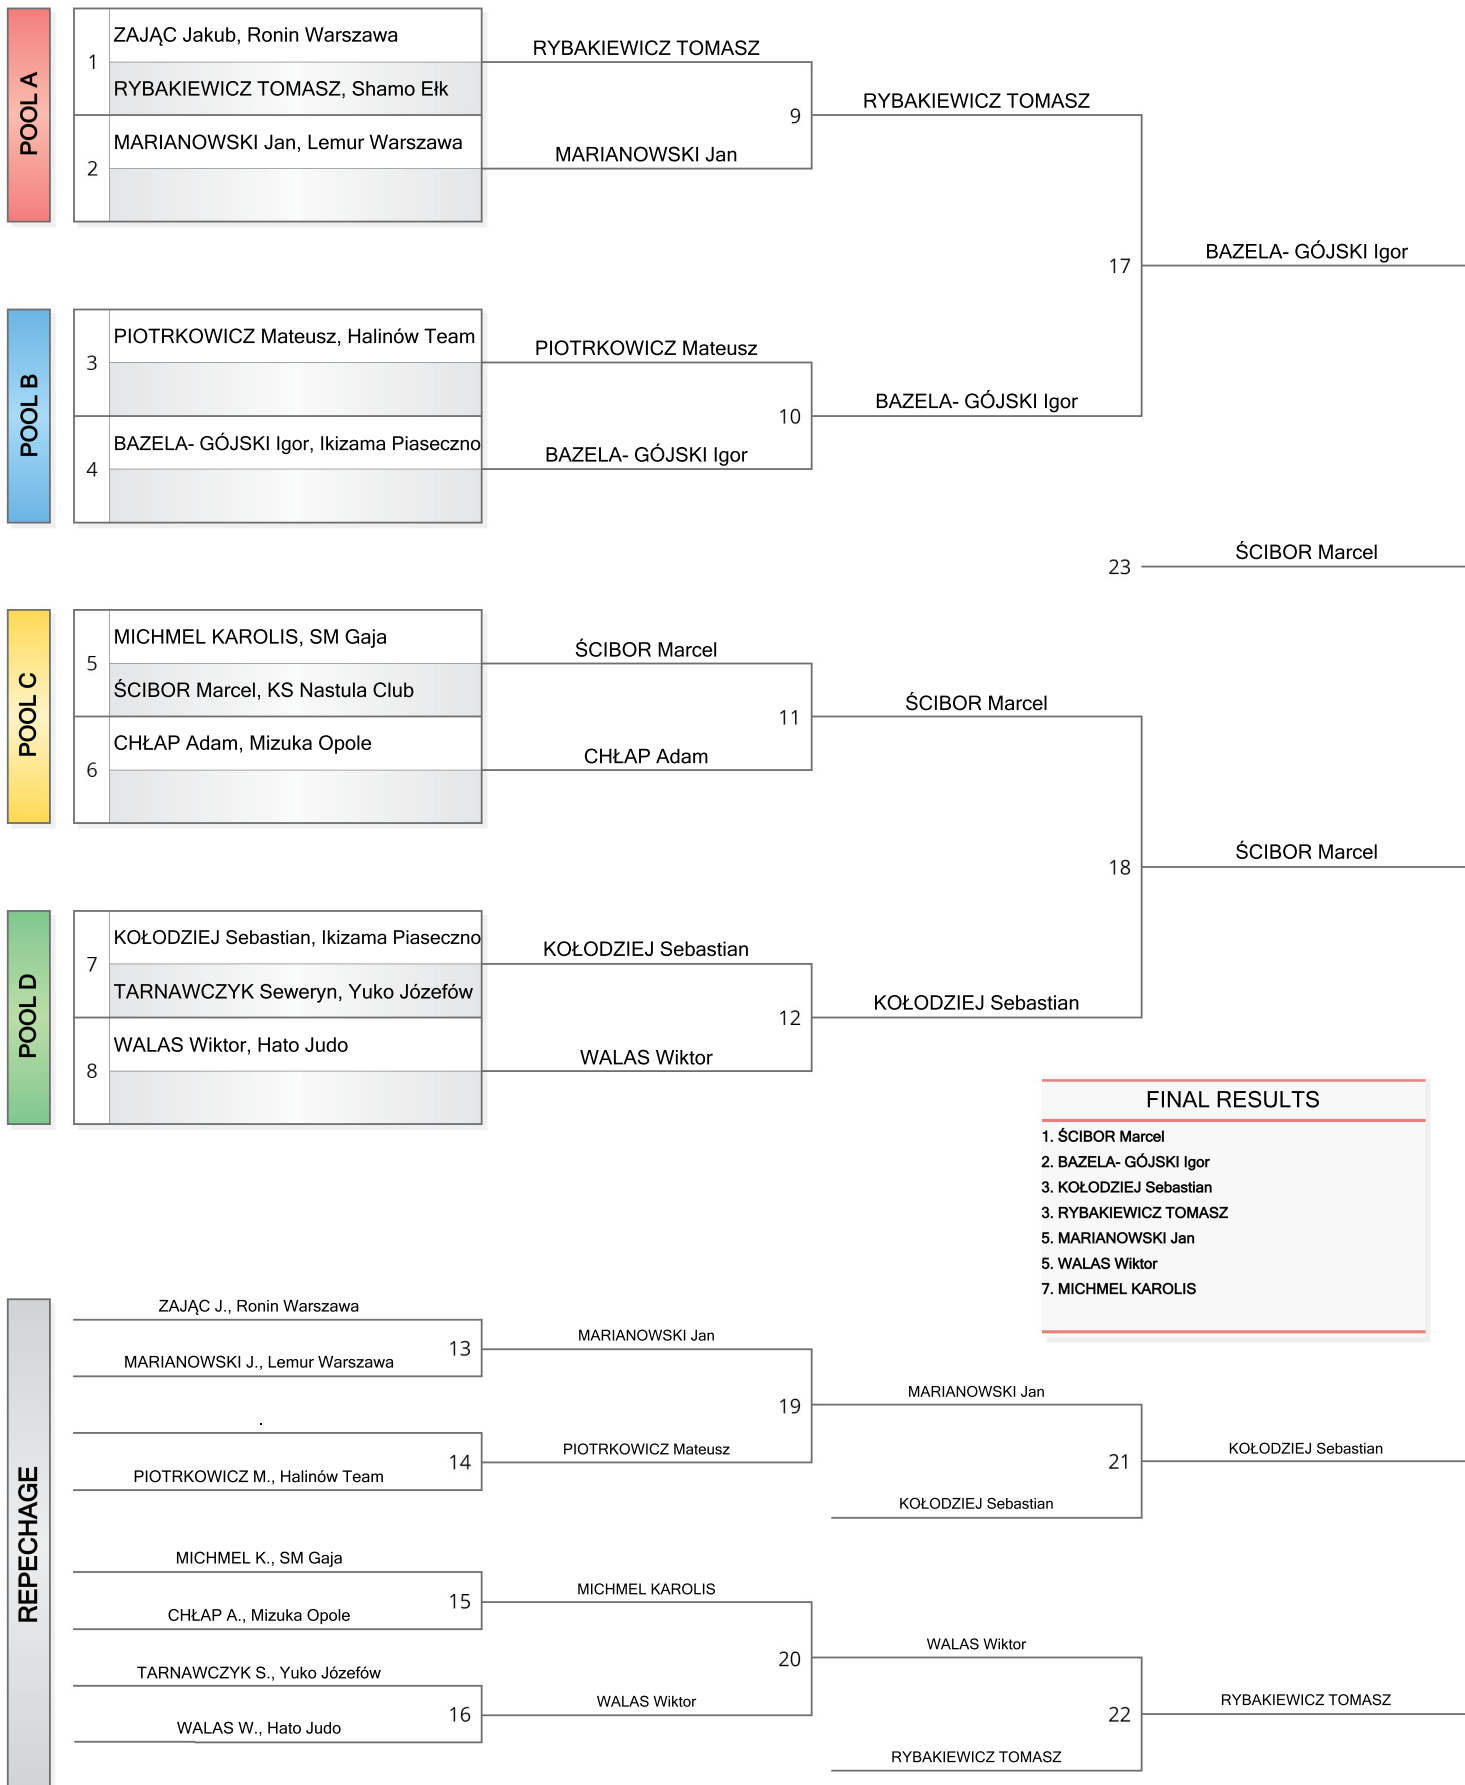 POOL A
1
ZAJĄC Jakub, Ronin Warszawa
RYBAKIEWICZ TOMASZ, Shamo Ełk
2
MARIANOWSKI Jan, Lemur Warszawa
RYBAKIEWICZ TOMASZ
MARIANOWSKI Jan
9
RYBAKIEWICZ TOMASZ
17
BAZELA- GÓJSKI Igor
POOL B
3
PIOTRKOWICZ Mateusz, Halinów Team
4
BAZELA- GÓJSKI Igor, Ikizama Piaseczno
PIOTRKOWICZ Mateusz
BAZELA- GÓJSKI Igor
10
BAZELA- GÓJSKI Igor
23
ŚCIBOR Marcel
POOL C
5
MICHMEL KAROLIS, SM Gaja
ŚCIBOR Marcel, KS Nastula Club
6
CHŁAP Adam, Mizuka Opole
ŚCIBOR Marcel
CHŁAP Adam
11
ŚCIBOR Marcel
18
ŚCIBOR Marcel
POOL D
7
KOŁODZIEJ Sebastian, Ikizama Piaseczno
TARNAWCZYK Seweryn, Yuko Józefów
8
WALAS Wiktor, Hato Judo
KOŁODZIEJ Sebastian
WALAS Wiktor
12
KOŁODZIEJ Sebastian
FINAL RESULTS
1. ŚCIBOR Marcel
2. BAZELA- GÓJSKI Igor
3. KOŁODZIEJ Sebastian
3. RYBAKIEWICZ TOMASZ
5. MARIANOWSKI Jan
5. WALAS Wiktor
7. MICHMEL KAROLIS
REPECHAGE
ZAJĄC J., Ronin Warszawa
MARIANOWSKI J., Lemur Warszawa
13
MARIANOWSKI Jan
.
PIOTRKOWICZ M., Halinów Team
14
PIOTRKOWICZ Mateusz
19
MARIANOWSKI Jan
KOŁODZIEJ Sebastian
21
KOŁODZIEJ Sebastian
MICHMEL K., SM Gaja
CHŁAP A., Mizuka Opole
15
MICHMEL KAROLIS
TARNAWCZYK S., Yuko Józefów
WALAS W., Hato Judo
16
WALAS Wiktor
20
WALAS Wiktor
RYBAKIEWICZ TOMASZ
22
RYBAKIEWICZ TOMASZ